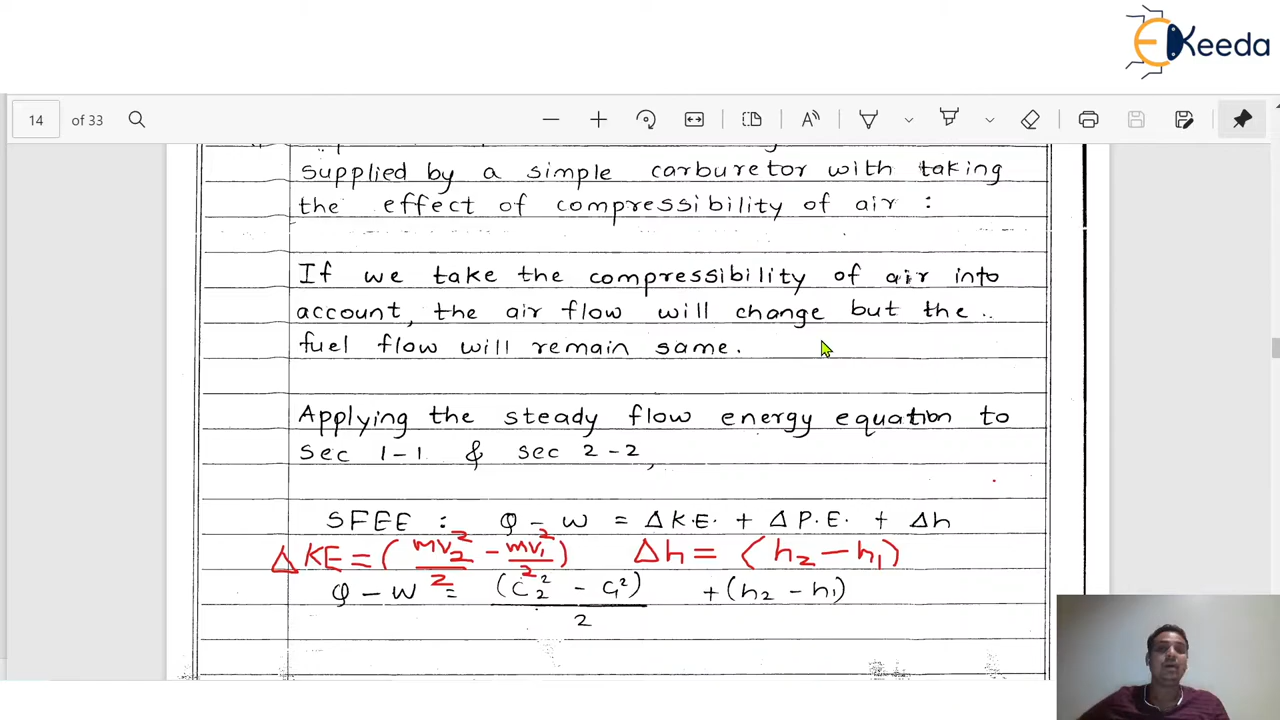 EKeeda
14 of 33
Supplied by a simple carburetor with taking
the effect of compressibility of air :
If we take the compressibility of air into
account, the air flow will change but the ..
fuel flow will remain same.
Applying the steady flow energy equation to
Sec 1-1 & sec 2-2,
SFEE : Q - W = Δ K.E. + Δ P.E. + Δh
ΔKE = ( mv₂²/2 - mv₁²/2 ) Δh = (h₂ - h₁)
Q - W = (C₂² - C₁²)/2 + (h₂ - h₁)